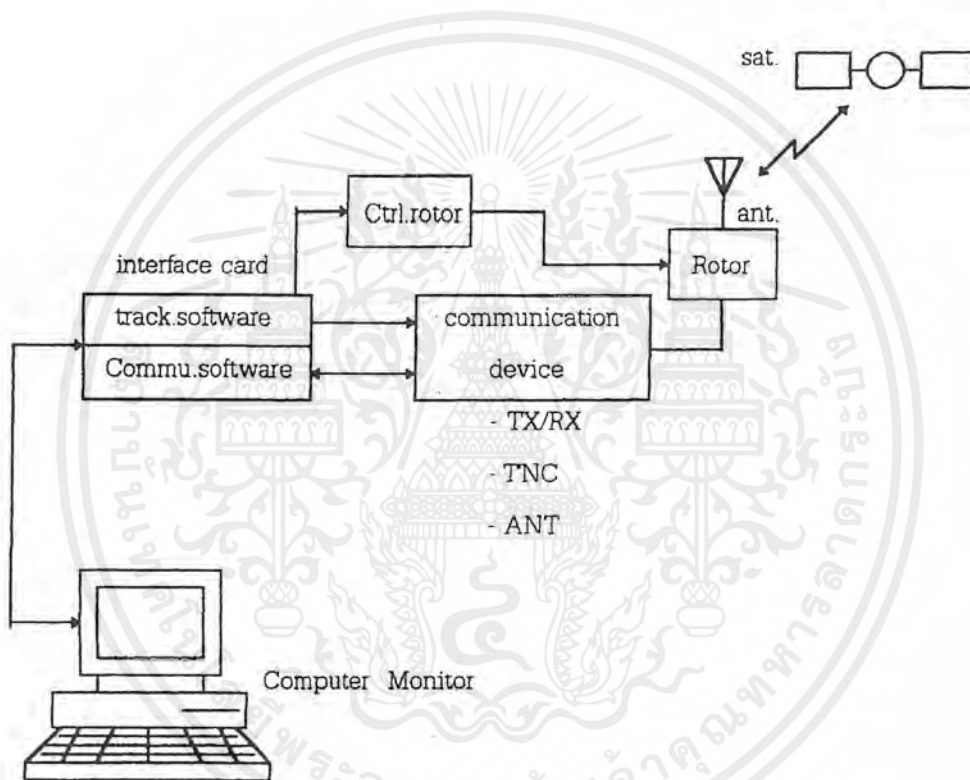 sat.
Ctrl.rotor
ant.
Rotor
interface card
track.software
Commu.software
communication
device
- TX/RX
- TNC
- ANT
Computer Monitor